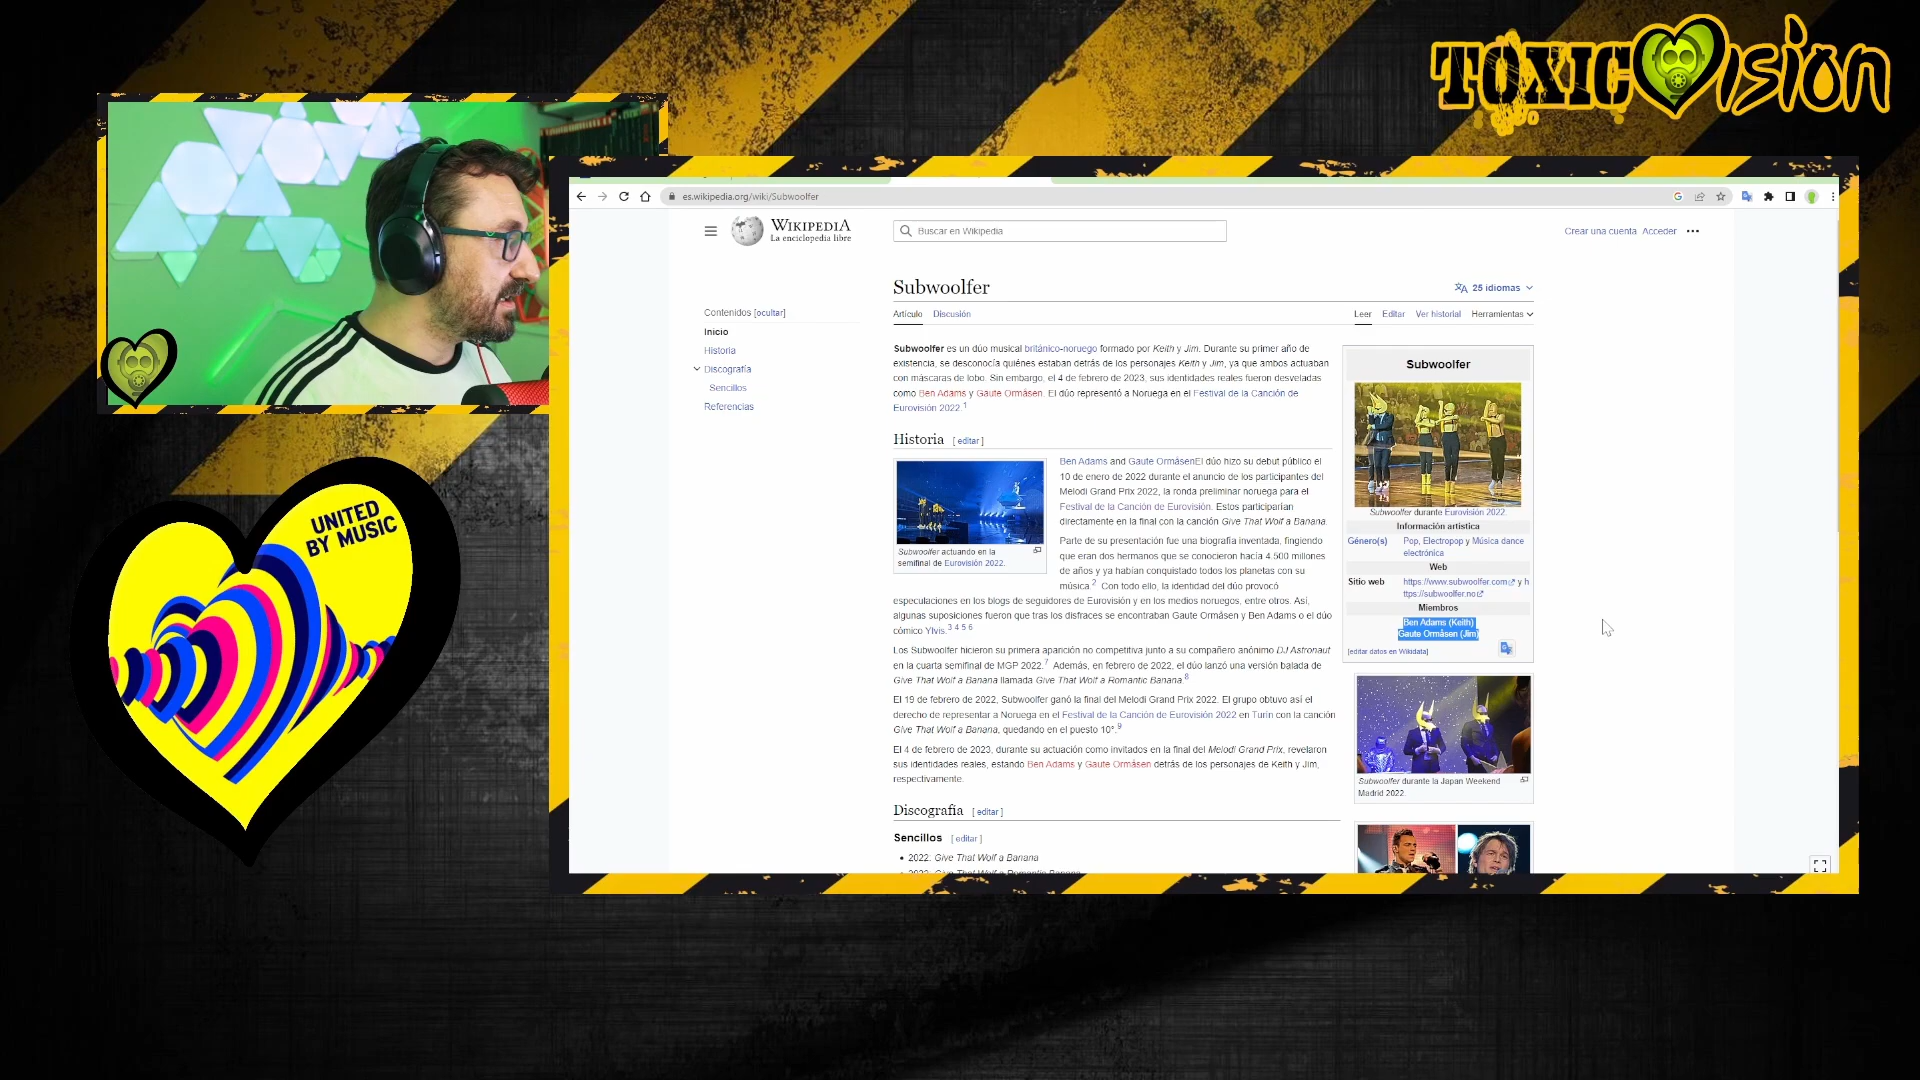 TOXICVision
UNITED
BY MUSIC
es.wikipedia.org/wiki/Subwoolfer
WIKIPEDIA
La enciclopedia libre
Buscar en Wikipedia
Crear una cuenta Acceder
Contenidos [ocultar]
Inicio
Historia
Discografía
Sencillos
Referencias
Subwoolfer
25 idiomas
Artículo Discusión
Leer Editar Ver historial Herramientas
Subwoolfer es un dúo musical británico-noruego formado por Keith y Jim. Durante su primer año de
existencia, se desconocía quiénes estaban detrás de los personajes Keith y Jim, ya que ambos actuaban
con máscaras de lobo. Sin embargo, el 4 de febrero de 2023, sus identidades reales fueron desveladas
como Ben Adams y Gaute Ormåsen. El dúo representó a Noruega en el Festival de la Canción de
Eurovisión 2022.1
Historia [ editar ]
Subwoolfer actuando en la
semifinal de Eurovisión 2022.
Ben Adams and Gaute OrmåsenEl dúo hizo su debut público el
10 de enero de 2022 durante el anuncio de los participantes del
Melodi Grand Prix 2022, la ronda preliminar noruega para el
Festival de la Canción de Eurovisión. Estos participarían
directamente en la final con la canción Give That Wolf a Banana.
Parte de su presentación fue una biografía inventada, fingiendo
que eran dos hermanos que se conocieron hacía 4.500 millones
de años y ya habían conquistado todos los planetas con su
música.2 Con todo ello, la identidad del dúo provocó
especulaciones en los blogs de seguidores de Eurovisión y en los medios noruegos, entre otros. Así,
algunas suposiciones fueron que tras los disfraces se encontraban Gaute Ormåsen y Ben Adams o el dúo
cómico Ylvis.3 4 5 6
Los Subwoolfer hicieron su primera aparición no competitiva junto a su compañero anónimo DJ Astronaut
en la cuarta semifinal de MGP 2022.7 Además, en febrero de 2022, el dúo lanzó una versión balada de
Give That Wolf a Banana llamada Give That Wolf a Romantic Banana.8
El 19 de febrero de 2022, Subwoolfer ganó la final del Melodi Grand Prix 2022. El grupo obtuvo así el
derecho de representar a Noruega en el Festival de la Canción de Eurovisión 2022 en Turín con la canción
Give That Wolf a Banana, quedando en el puesto 10°.9
El 4 de febrero de 2023, durante su actuación como invitados en la final del Melodi Grand Prix, revelaron
sus identidades reales, estando Ben Adams y Gaute Ormåsen detrás de los personajes de Keith y Jim,
respectivamente.
Discografía [ editar ]
Sencillos [ editar ]
• 2022: Give That Wolf a Banana
• 2022: Give That Wolf a Romantic Banana
Subwoolfer
Subwoolfer durante Eurovisión 2022.
Información artística
Género(s) Pop, Electropop y Música dance
electrónica
Web
Sitio web https://www.subwoolfer.com y h
ttps://subwoolfer.no
Miembros
Ben Adams (Keith)
Gaute Ormåsen (Jim)
[editar datos en Wikidata]
Subwoolfer durante la Japan Weekend
Madrid 2022.